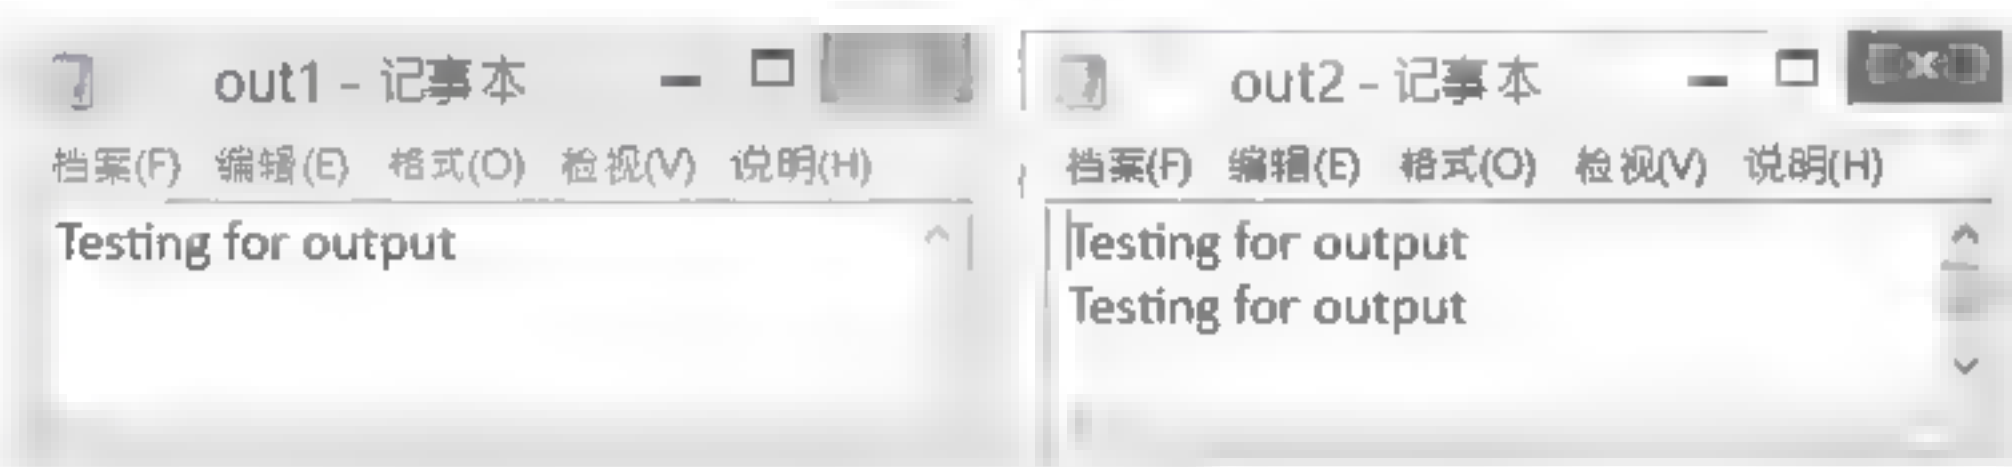 out1 - 记事本
档案(F) 编辑(E) 格式(O) 检视(V) 说明(H)
Testing for output
out2 - 记事本
档案(F) 编辑(E) 格式(O) 检视(V) 说明(H)
Testing for output
Testing for output